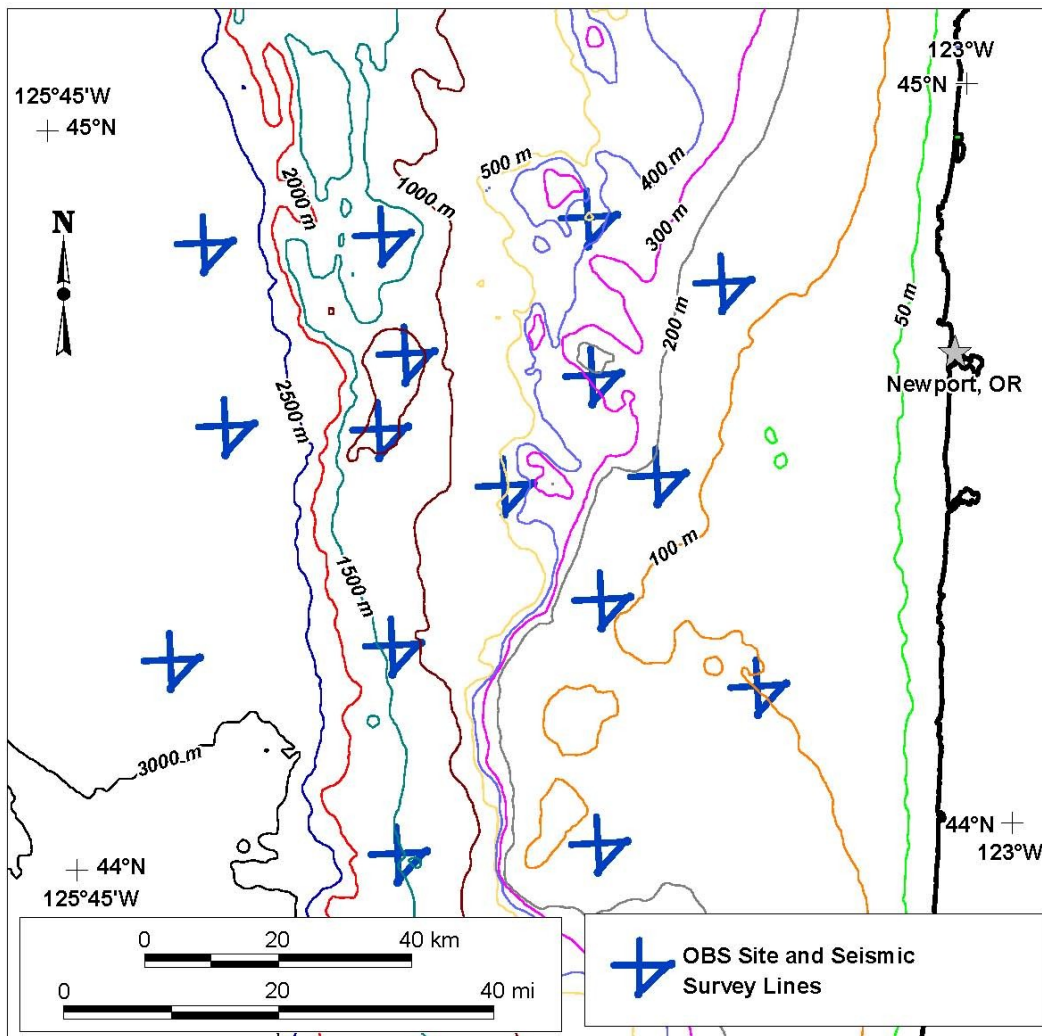 123°W
45°N
125°45'W
45°N
500 m
400 m
2000 m
1000 m
N
300 m
200 m
50 m
Newport, OR
2500 m
100 m
1500 m
3000 m
44°N
123°W
44°N
125°45'W
0 20 40 km
0 20 40 mi
OBS Site and Seismic
Survey Lines